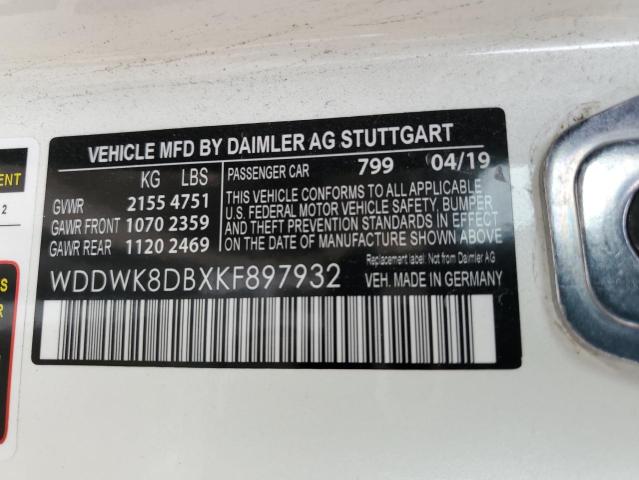 VEHICLE MFD BY DAIMLER AG STUTTGART
KG LBS
GVWR 2155 4751
GAWR FRONT 1070 2359
GAWR REAR 1120 2469
PASSENGER CAR 799 04/19
THIS VEHICLE CONFORMS TO ALL APPLICABLE
U.S. FEDERAL MOTOR VEHICLE SAFETY, BUMPER,
AND THEFT PREVENTION STANDARDS IN EFFECT
ON THE DATE OF MANUFACTURE SHOWN ABOVE.
Replacement label: Not from Daimler AG
WDDWK8DBXKF897932
VEH. MADE IN GERMANY
2